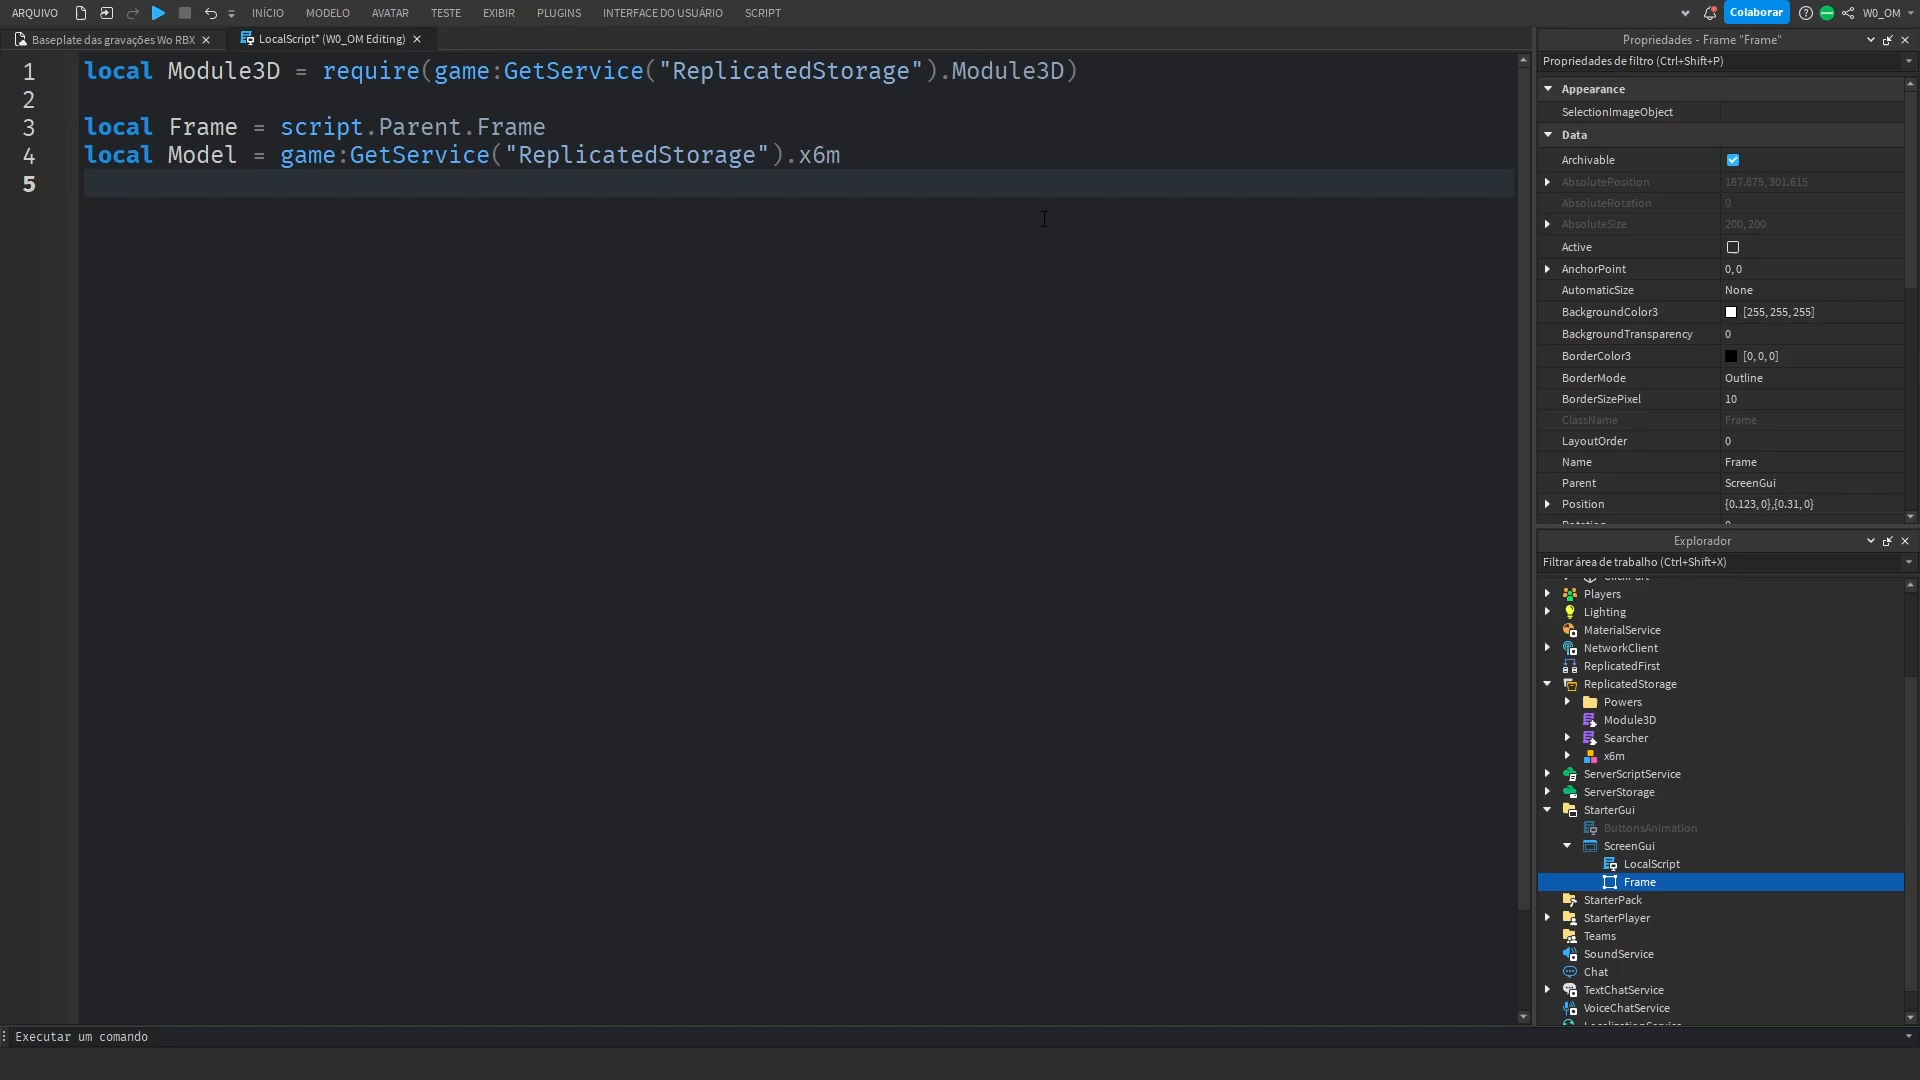 ARQUIVO INÍCIO MODELO AVATAR TESTE EXIBIR PLUGINS INTERFACE DO USUÁRIO SCRIPT Colaborar W0_OM
Baseplate das gravações Wo RBX LocalScript* (W0_OM Editing)
1 local Module3D = require(game:GetService("ReplicatedStorage").Module3D)
2
3 local Frame = script.Parent.Frame
4 local Model = game:GetService("ReplicatedStorage").x6m
5
Executar um comando
Propriedades - Frame "Frame"
Propriedades de filtro (Ctrl+Shift+P)
Appearance
SelectionImageObject
Data
Archivable
AbsolutePosition 187.875, 301.615
AbsoluteRotation 0
AbsoluteSize 200, 200
Active
AnchorPoint 0, 0
AutomaticSize None
BackgroundColor3 [255, 255, 255]
BackgroundTransparency 0
BorderColor3 [0, 0, 0]
BorderMode Outline
BorderSizePixel 10
ClassName Frame
LayoutOrder 0
Name Frame
Parent ScreenGui
Position {0.123, 0},{0.31, 0}
Explorador
Filtrar área de trabalho (Ctrl+Shift+X)
Players
Lighting
MaterialService
NetworkClient
ReplicatedFirst
ReplicatedStorage
Powers
Module3D
Searcher
x6m
ServerScriptService
ServerStorage
StarterGui
ButtonsAnimation
ScreenGui
LocalScript
Frame
StarterPack
StarterPlayer
Teams
SoundService
Chat
TextChatService
VoiceChatService